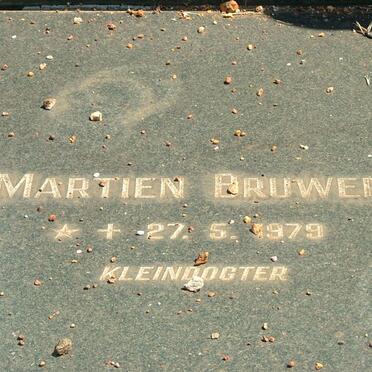 MARTIEN BRUWER
☆ + 27. 5. 1979
KLEINDOGTER